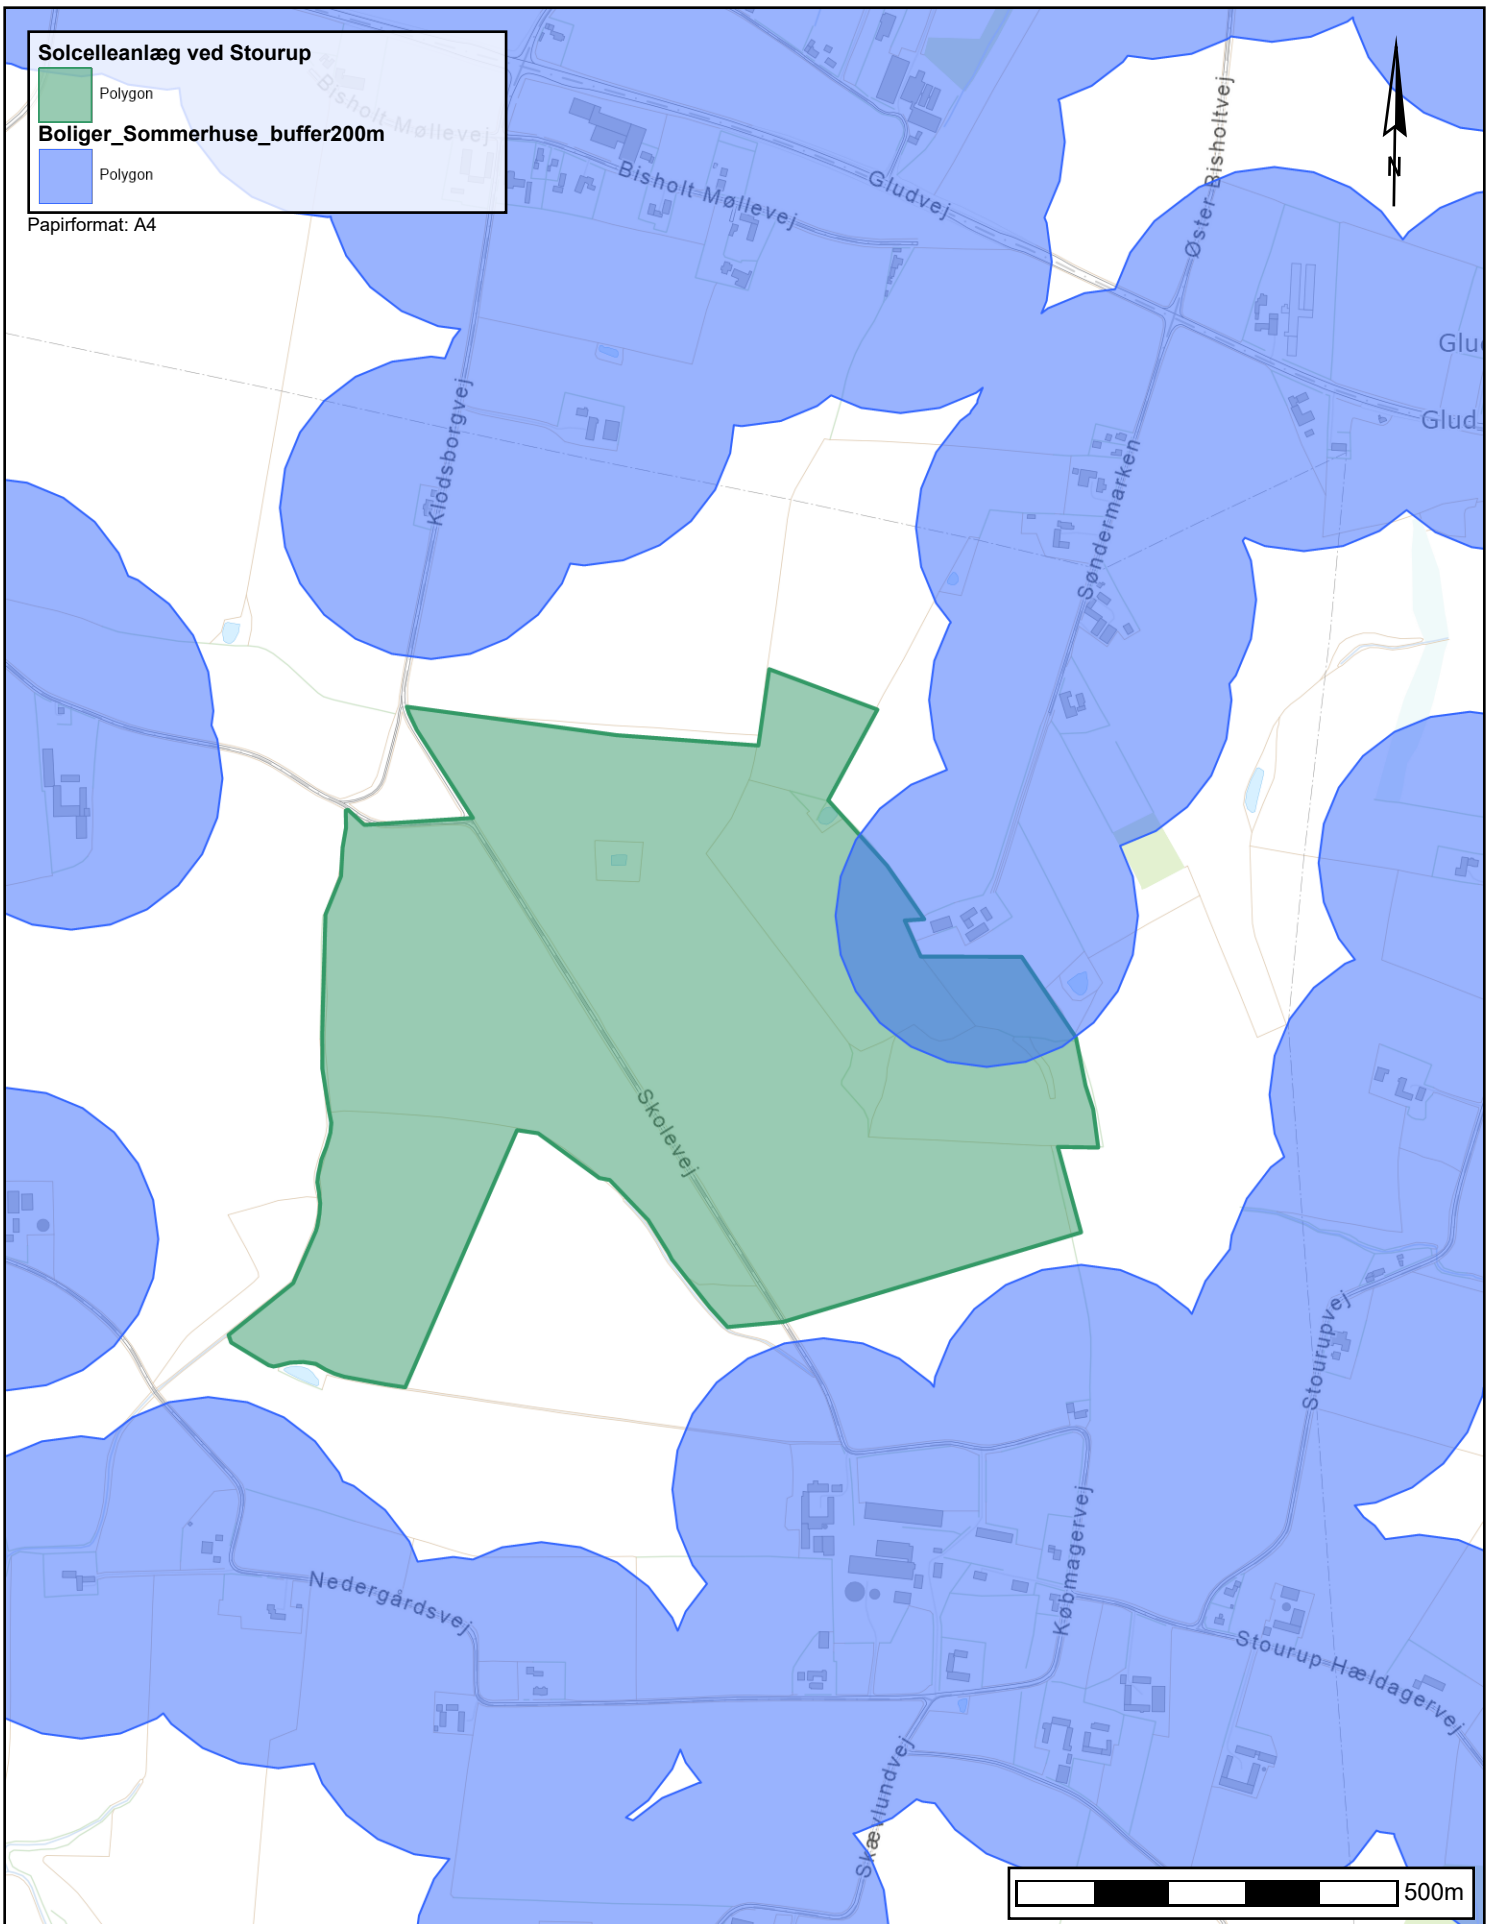 Solcelleanlæg ved Stourup
Polygon
Boliger_Sommerhuse_buffer200m
Polygon
Papirformat: A4
Bisholt Møllevej
Bisholt Møllevej
Gludvej
Øster Bisholtvej
N
Glud
Klodsborgvej
Søndermarken
Skolevej
Stourupvej
Købmagervej
Nedergårdsvej
Stourup Hældagervej
Skævlundvej
500m